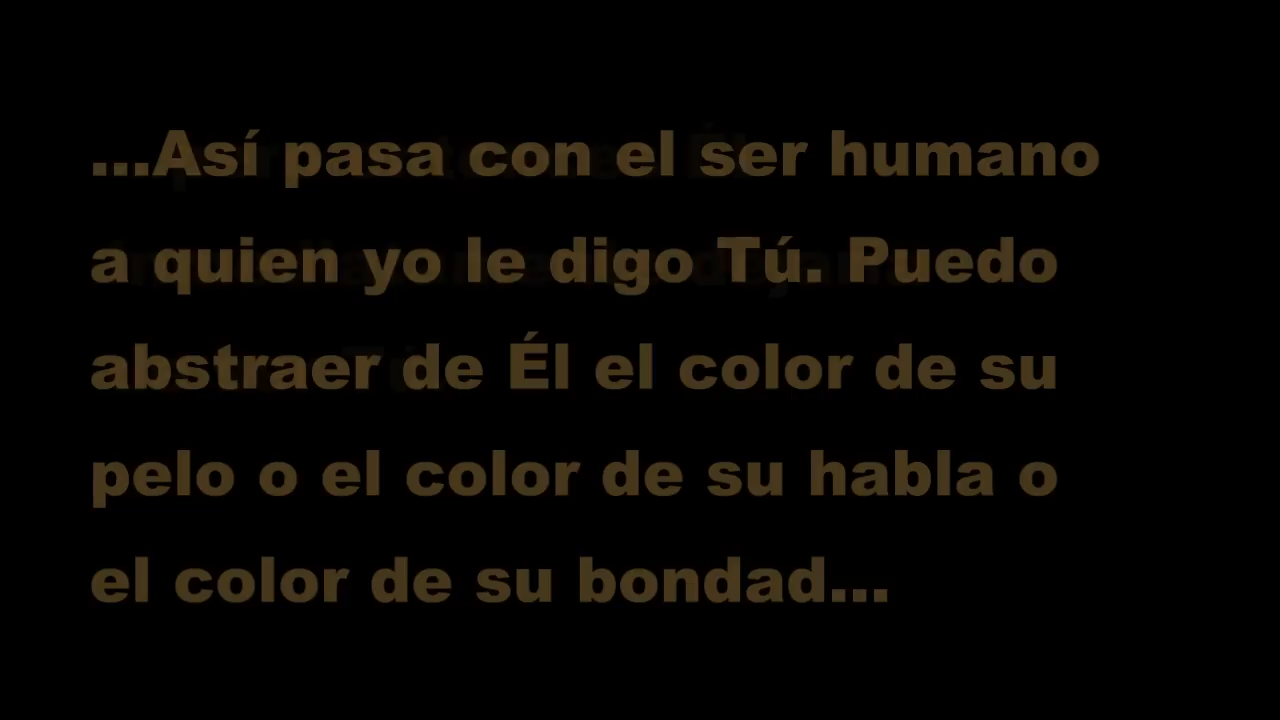 ...Así pasa con el ser humano
a quien yo le digo Tú. Puedo
abstraer de Él el color de su
pelo o el color de su habla o
el color de su bondad...